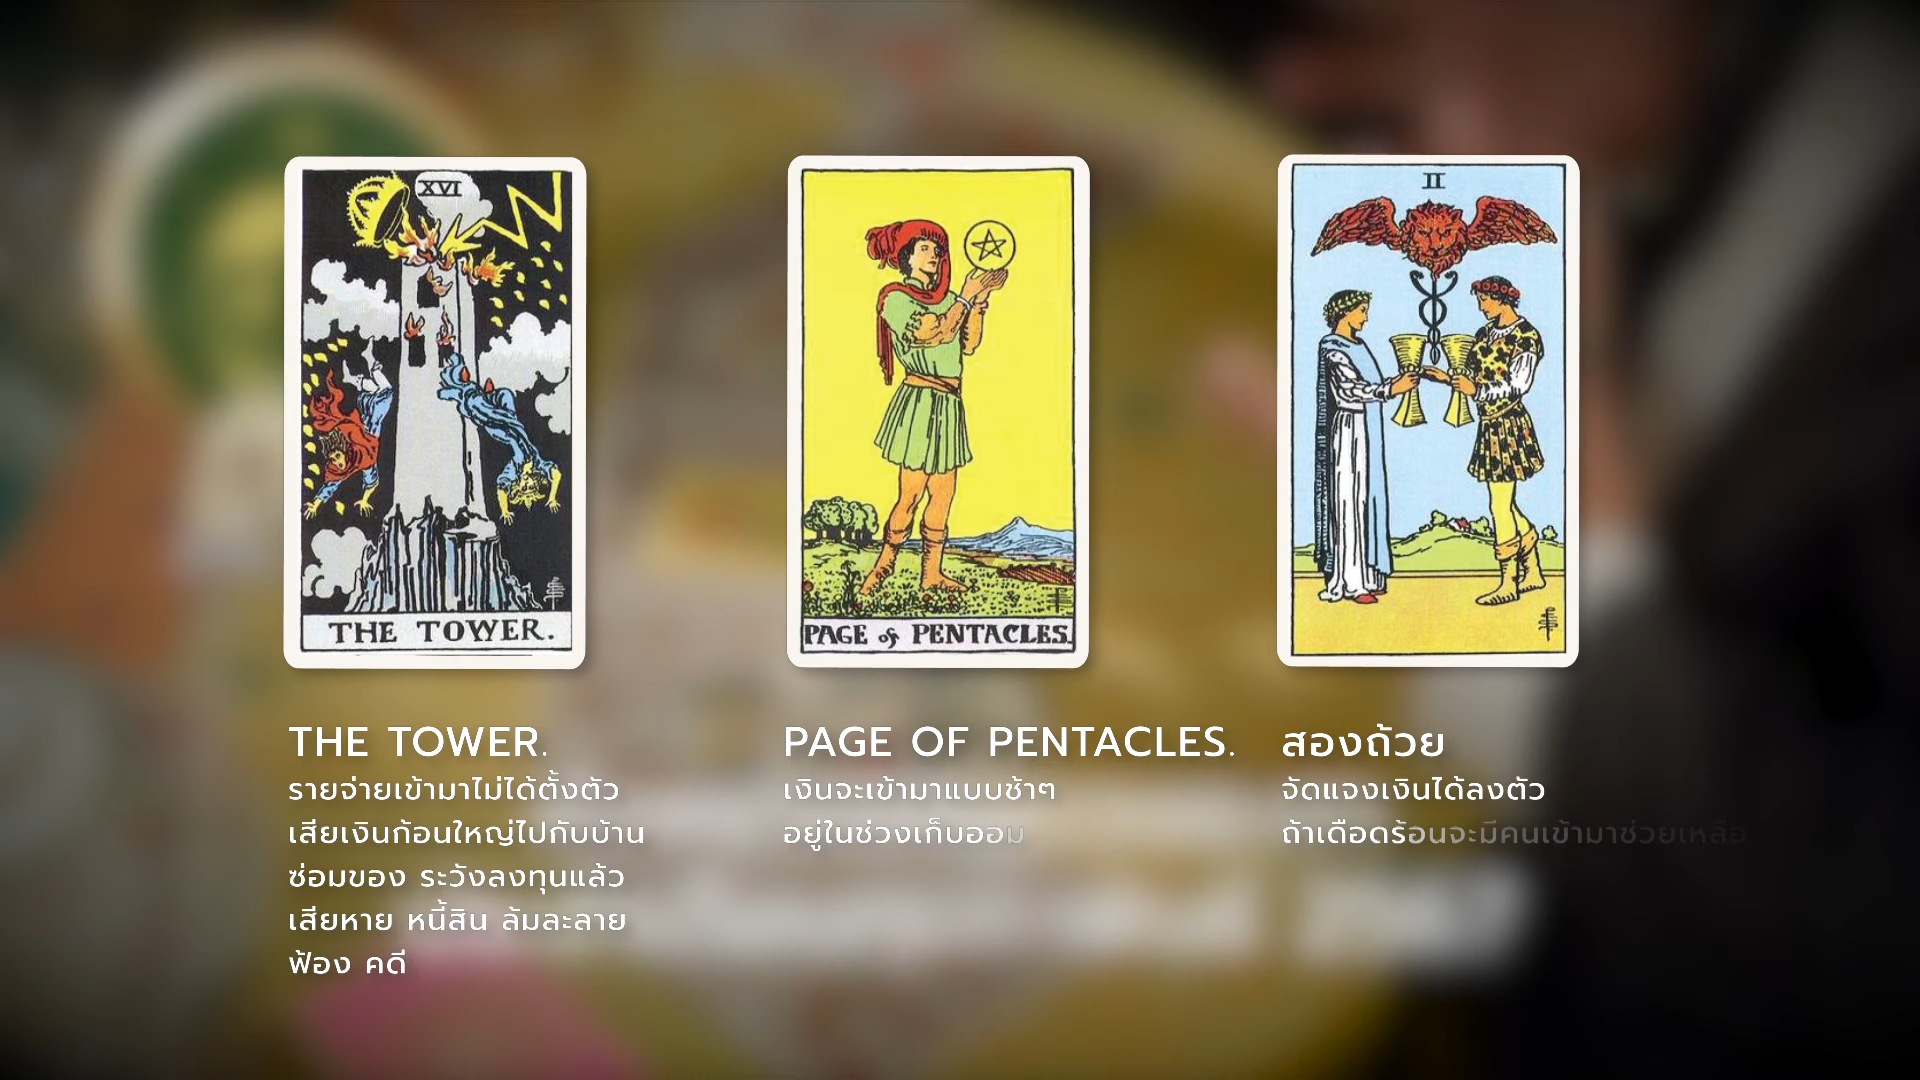 XVI
THE TOWER.
PAGE of PENTACLES.
II
THE TOWER.
รายจ่ายเข้ามาไม่ได้ตั้งตัว
เสียเงินก้อนใหญ่ไปกับบ้าน
ซ่อมของ ระวังลงทุนแล้ว
เสียหาย หนี้สิน ล้มละลาย
ฟ้อง คดี
PAGE OF PENTACLES.
เงินจะเข้ามาแบบช้าๆ
อยู่ในช่วงเก็บออม
สองถ้วย
จัดแจงเงินได้ลงตัว
ถ้าเดือดร้อนจะมีคนเข้ามาช่วยเหลือ